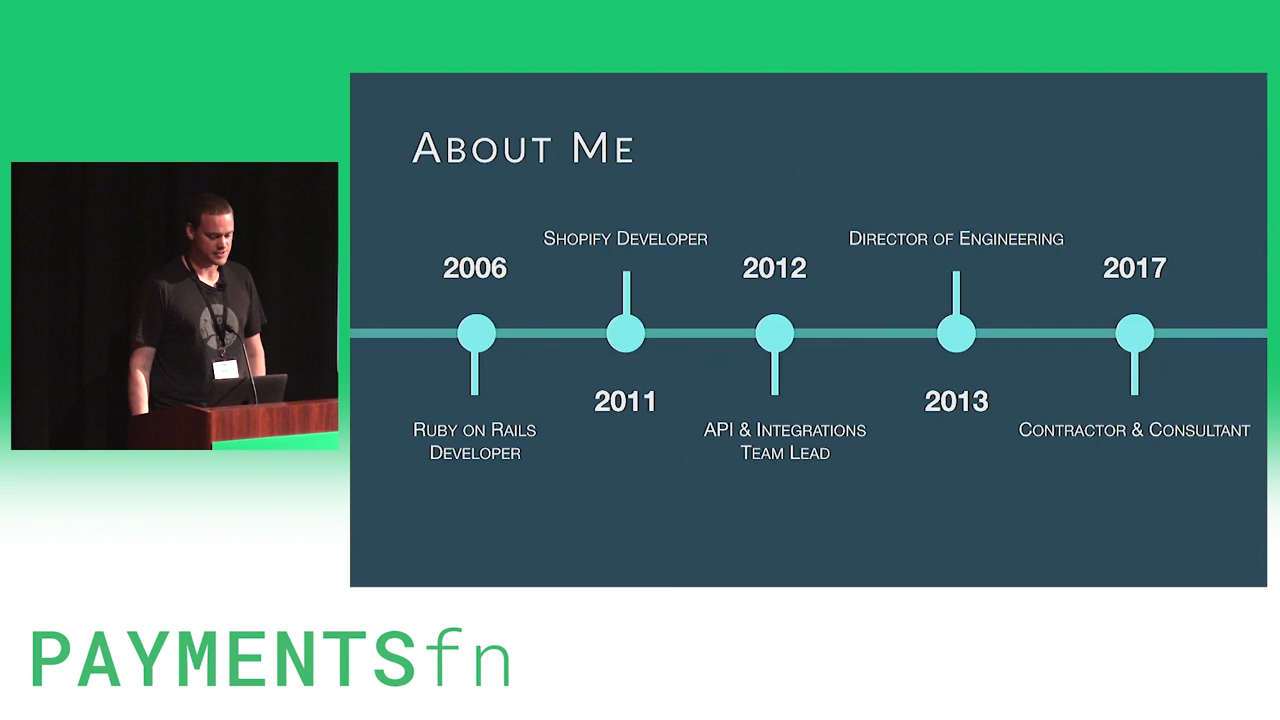 ABOUT ME
SHOPIFY DEVELOPER
DIRECTOR OF ENGINEERING
2006
2012
2017
2011
2013
RUBY ON RAILS
DEVELOPER
API & INTEGRATIONS
TEAM LEAD
CONTRACTOR & CONSULTANT
PAYMENTSfn